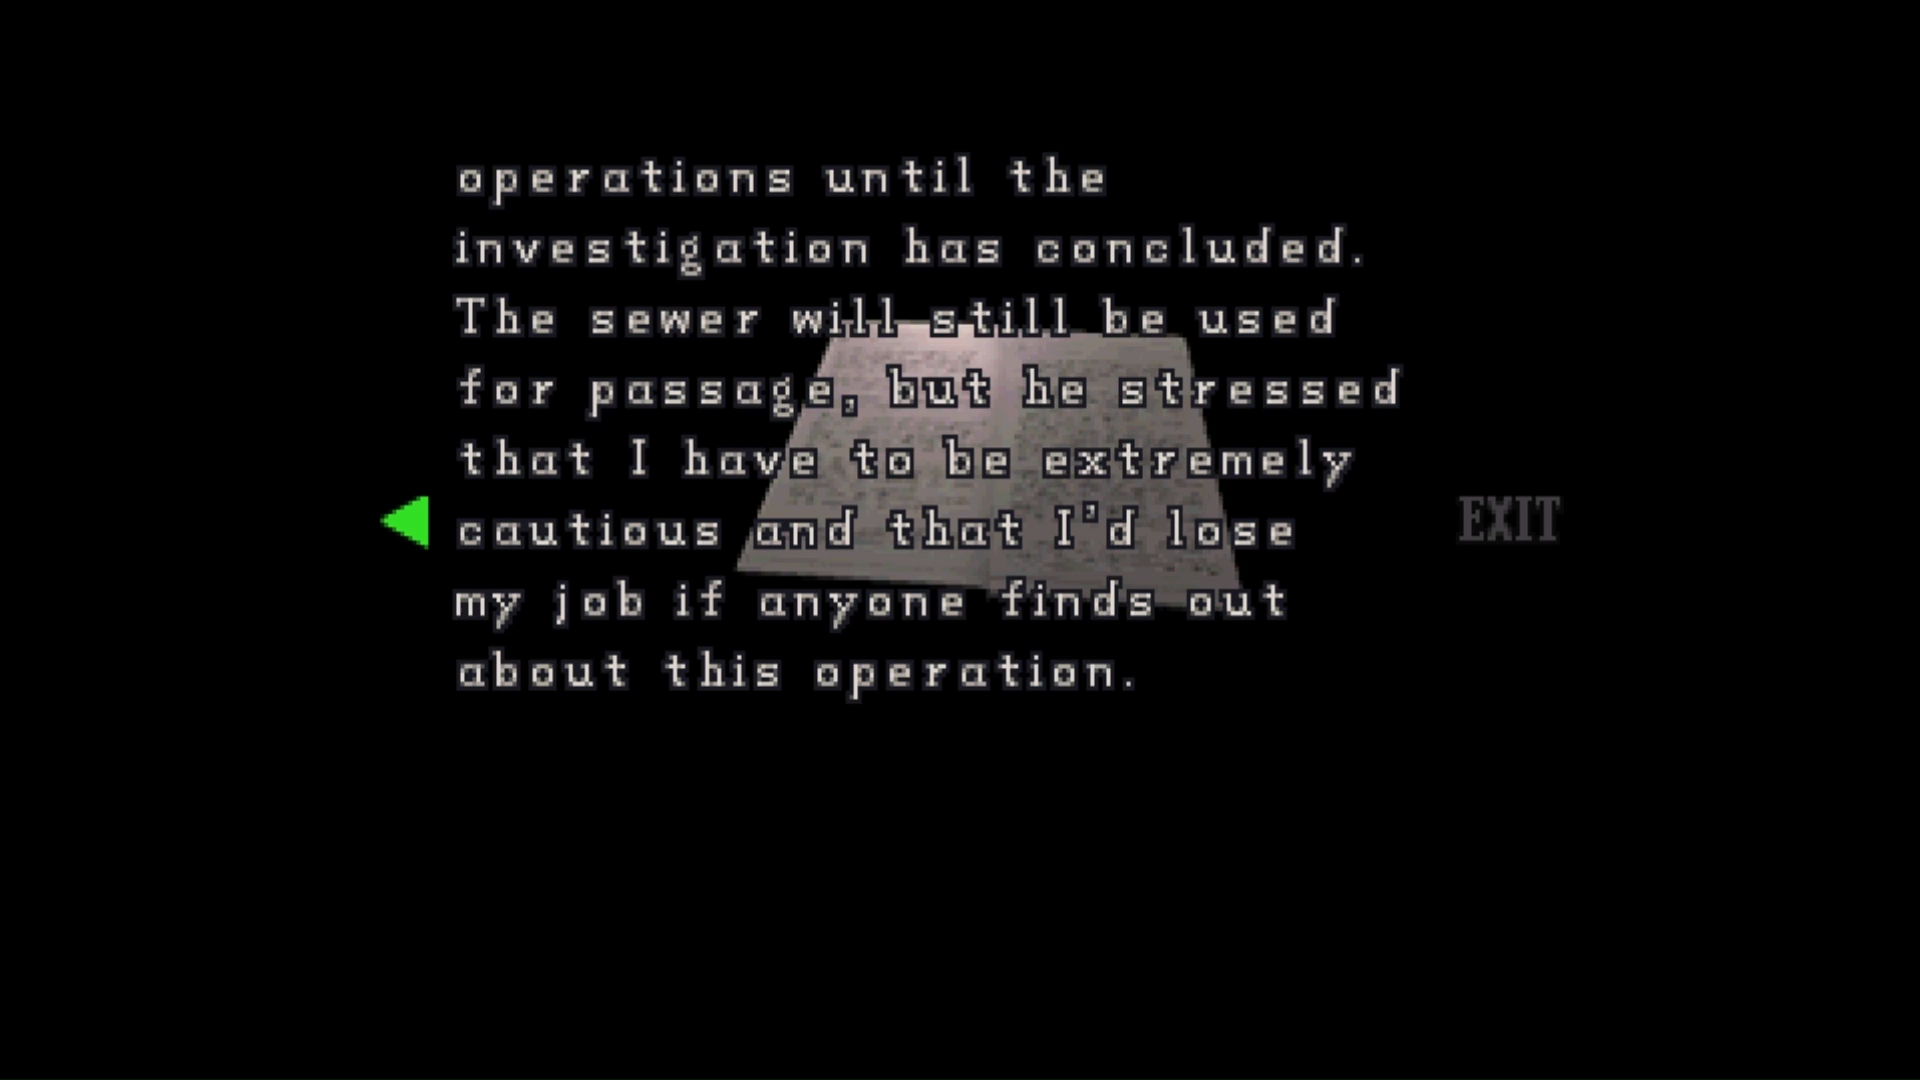 operations until the
investigation has concluded.
The sewer will still be used
for passage, but he stressed
that I have to be extremely
cautious and that I'd lose
my job if anyone finds out
about this operation.
EXIT